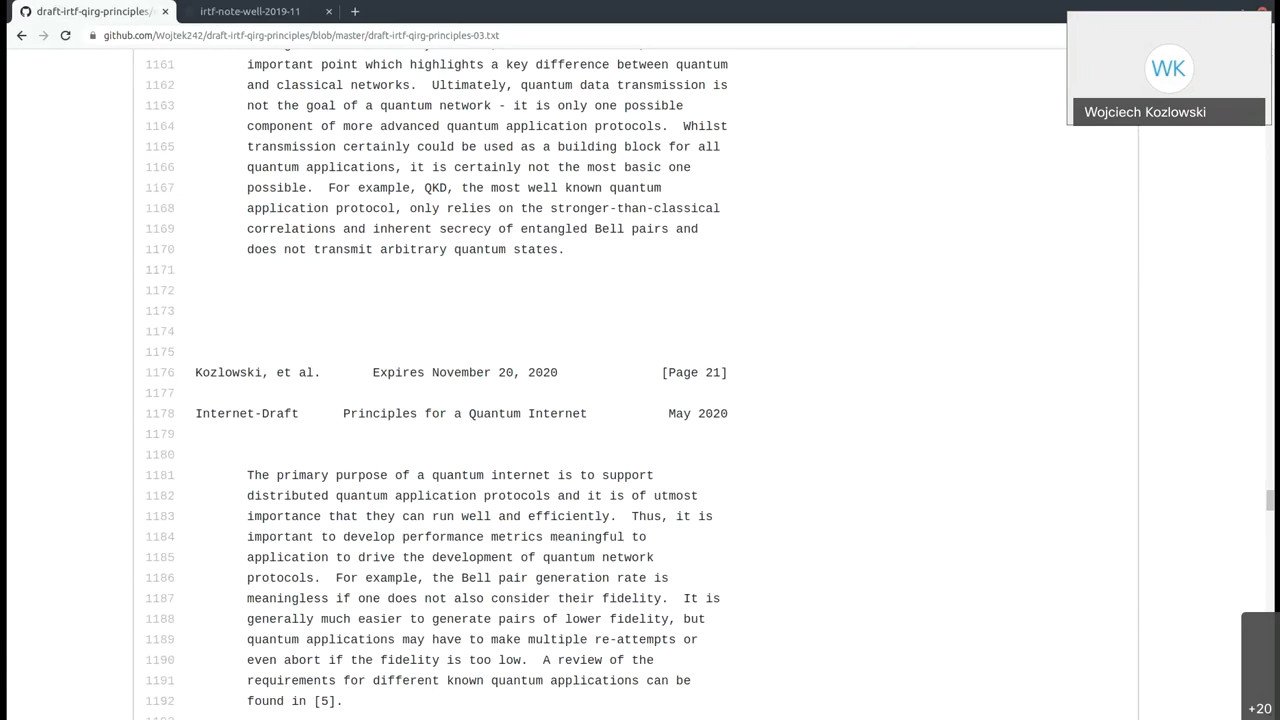 draft-irtf-qirg-principles/
irtf-note-well-2019-11
github.com/Wojtek242/draft-irtf-qirg-principles/blob/master/draft-irtf-qirg-principles-03.txt
WK
Wojciech Kozlowski
1161 important point which highlights a key difference between quantum
1162 and classical networks. Ultimately, quantum data transmission is
1163 not the goal of a quantum network - it is only one possible
1164 component of more advanced quantum application protocols. Whilst
1165 transmission certainly could be used as a building block for all
1166 quantum applications, it is certainly not the most basic one
1167 possible. For example, QKD, the most well known quantum
1168 application protocol, only relies on the stronger-than-classical
1169 correlations and inherent secrecy of entangled Bell pairs and
1170 does not transmit arbitrary quantum states.
1171
1172
1173
1174
1175
1176 Kozlowski, et al. Expires November 20, 2020 [Page 21]
1177
1178 Internet-Draft Principles for a Quantum Internet May 2020
1179
1180
1181 The primary purpose of a quantum internet is to support
1182 distributed quantum application protocols and it is of utmost
1183 importance that they can run well and efficiently. Thus, it is
1184 important to develop performance metrics meaningful to
1185 application to drive the development of quantum network
1186 protocols. For example, the Bell pair generation rate is
1187 meaningless if one does not also consider their fidelity. It is
1188 generally much easier to generate pairs of lower fidelity, but
1189 quantum applications may have to make multiple re-attempts or
1190 even abort if the fidelity is too low. A review of the
1191 requirements for different known quantum applications can be
1192 found in [5].
+20